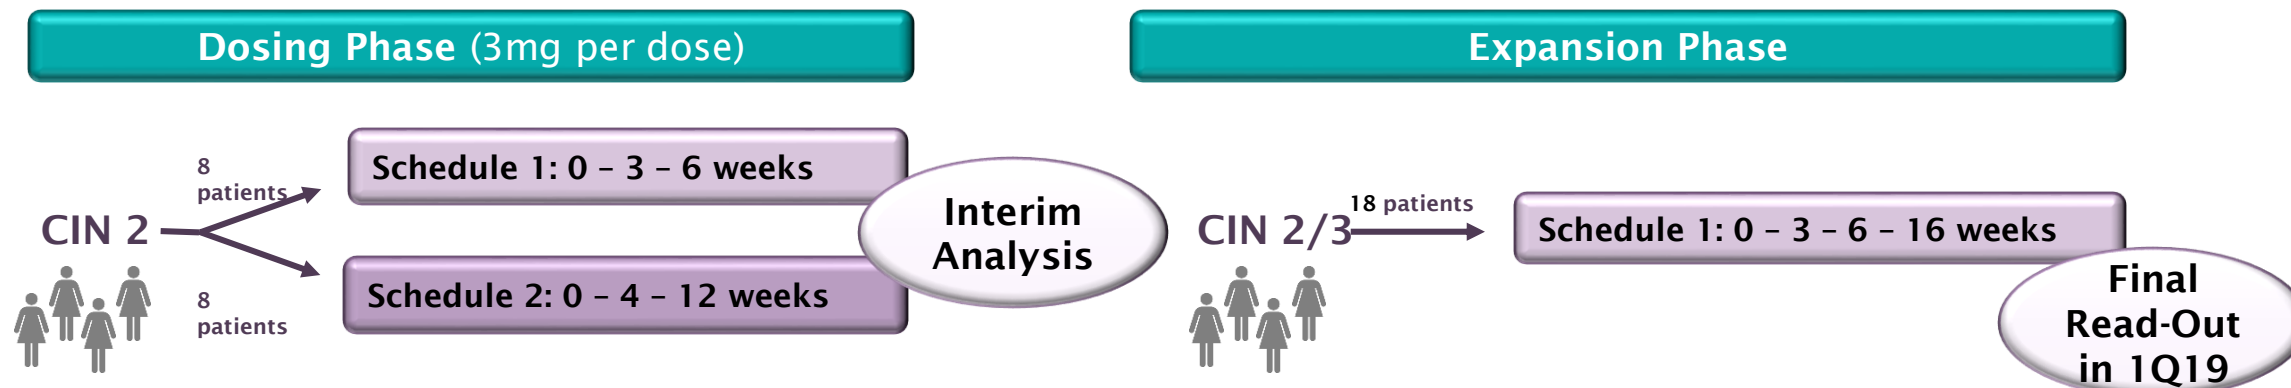 Dosing Phase (3mg per dose)
Expansion Phase
8
patients
Schedule 1: 0 – 3 – 6 weeks
CIN 2
8
patients
Schedule 2: 0 – 4 – 12 weeks
Interim
Analysis
CIN 2/3
18 patients
Schedule 1: 0 – 3 – 6 – 16 weeks
Final
Read-Out
in 1Q19